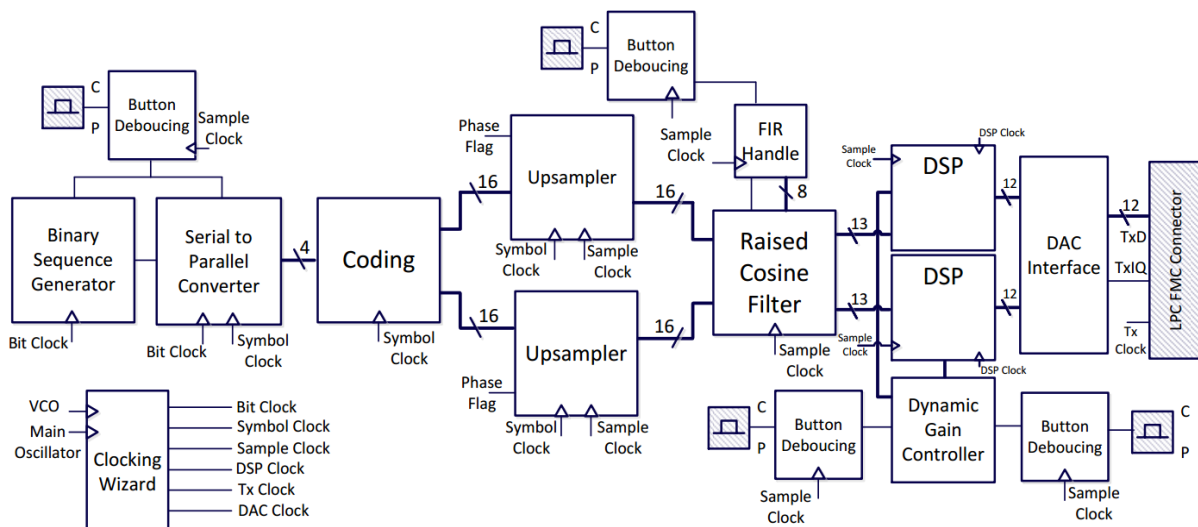 C
P
Button
Deboucing
Sample
Clock
Binary
Sequence
Generator
Bit Clock
Serial to
Parallel
Converter
Bit Clock
Symbol
Clock
4
Coding
Symbol
Clock
16
16
Phase
Flag
Upsampler
Symbol
Clock
Sample
Clock
16
Phase
Flag
Upsampler
Symbol
Clock
Sample
Clock
16
C
P
Button
Deboucing
Sample
Clock
FIR
Handle
8
Raised
Cosine
Filter
Sample
Clock
13
13
Sample
Clock
DSP Clock
DSP
12
Sample
Clock
DSP
DSP Clock
12
DAC
Interface
12
TxD
TxIQ
Tx
Clock
LPC FMC Connector
C
P
Button
Deboucing
Sample
Clock
Dynamic
Gain
Controller
Button
Deboucing
Sample
Clock
C
P
VCO
Main
Oscillator
Clocking
Wizard
Bit Clock
Symbol Clock
Sample Clock
DSP Clock
Tx Clock
DAC Clock